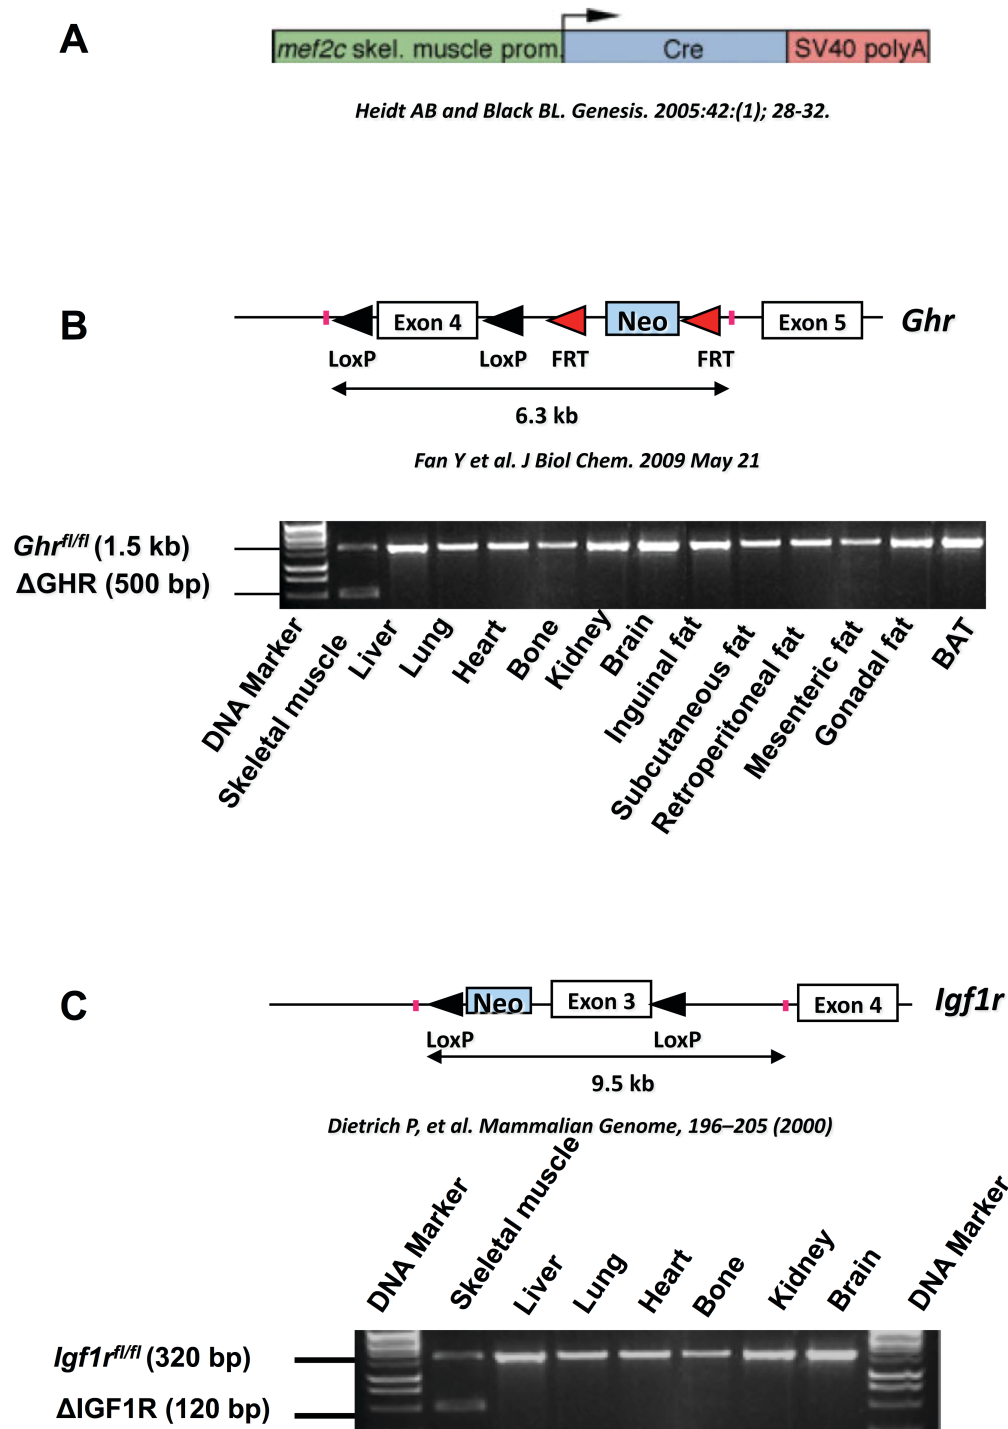 A
mef2c skel. muscle prom. Cre SV40 polyA
Heidt AB and Black BL. Genesis. 2005:42:(1); 28-32.
B
Exon 4 Neo Exon 5 Ghr
LoxP LoxP FRT FRT
6.3 kb
Fan Y et al. J Biol Chem. 2009 May 21
Ghrfl/fl (1.5 kb)
ΔGHR (500 bp)
DNA Marker
Skeletal muscle
Liver
Lung
Heart
Bone
Kidney
Brain
Inguinal fat
Subcutaneous fat
Retroperitoneal fat
Mesenteric fat
Gonadal fat
BAT
C
Neo Exon 3 Exon 4 Igf1r
LoxP LoxP
9.5 kb
Dietrich P, et al. Mammalian Genome, 196–205 (2000)
DNA Marker
Skeletal muscle
Liver
Lung
Heart
Bone
Kidney
Brain
DNA Marker
Igf1rfl/fl (320 bp)
ΔIGF1R (120 bp)